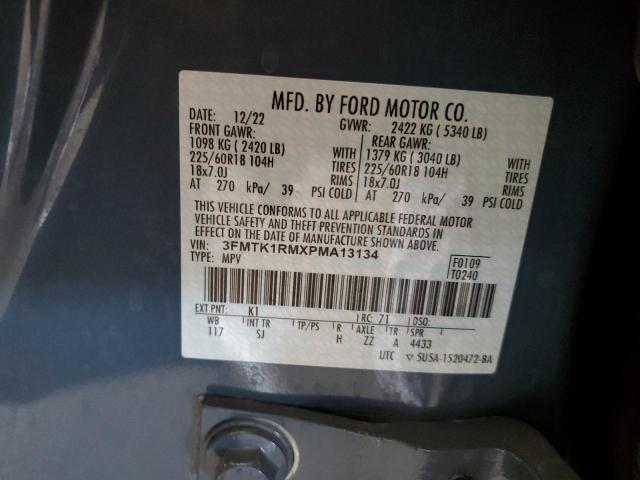 MFD. BY FORD MOTOR CO.
DATE: 12/22 GVWR: 2422 KG ( 5340 LB)
FRONT GAWR: REAR GAWR:
1098 KG ( 2420 LB) WITH 1379 KG ( 3040 LB) WITH
225/60R18 104H TIRES 225/60R18 104H TIRES
18x7.0J RIMS 18x7.0J RIMS
AT 270 kPa/ 39 PSI COLD AT 270 kPa/ 39 PSI COLD
THIS VEHICLE CONFORMS TO ALL APPLICABLE FEDERAL MOTOR
VEHICLE SAFETY AND THEFT PREVENTION STANDARDS IN
EFFECT ON THE DATE OF MANUFACTURE SHOWN ABOVE.
VIN: 3FMTK1RMXPMA13134
TYPE: MPV
F0109
T0240
EXT PNT: K1 RC: 71 DSO:
WB INT TR TP/PS R AXLE TR SPR
117 SJ H ZZ A 4433
UTC ▽ SU5A-1520472-BA